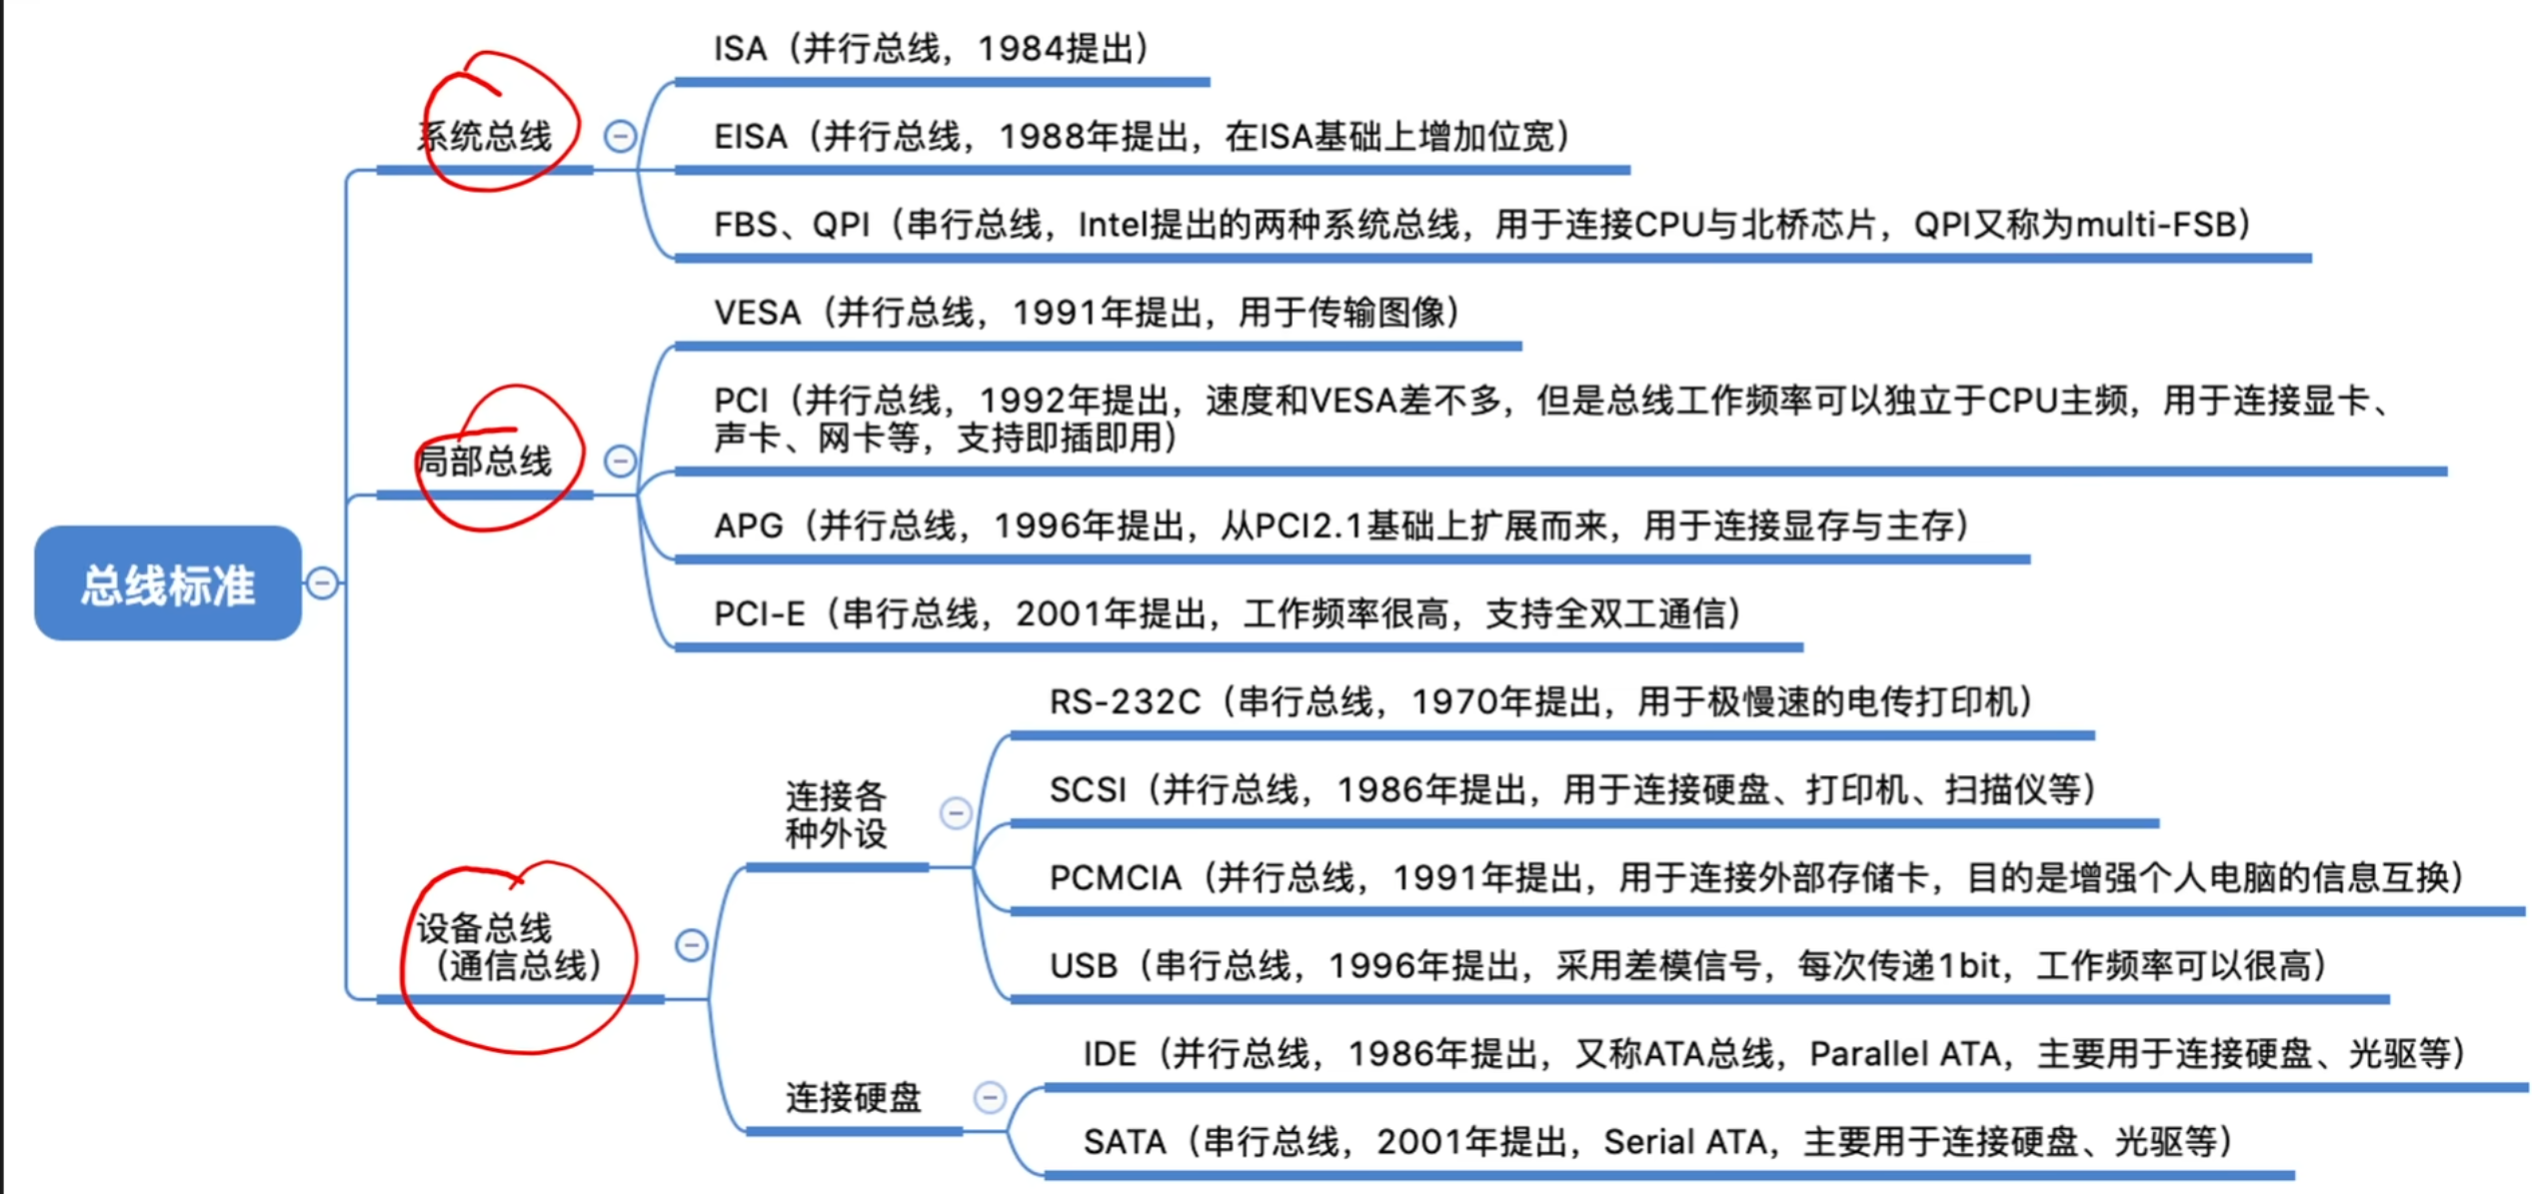 总线标准
系统总线
ISA（并行总线，1984提出）
EISA（并行总线，1988年提出，在ISA基础上增加位宽）
FBS、QPI（串行总线，Intel提出的两种系统总线，用于连接CPU与北桥芯片，QPI又称为multi-FSB）
局部总线
VESA（并行总线，1991年提出，用于传输图像）
PCI（并行总线，1992年提出，速度和VESA差不多，但是总线工作频率可以独立于CPU主频，用于连接显卡、
声卡、网卡等，支持即插即用）
APG（并行总线，1996年提出，从PCI2.1基础上扩展而来，用于连接显存与主存）
PCI-E（串行总线，2001年提出，工作频率很高，支持全双工通信）
设备总线
（通信总线）
连接各
种外设
RS-232C（串行总线，1970年提出，用于极慢速的电传打印机）
SCSI（并行总线，1986年提出，用于连接硬盘、打印机、扫描仪等）
PCMCIA（并行总线，1991年提出，用于连接外部存储卡，目的是增强个人电脑的信息互换）
USB（串行总线，1996年提出，采用差模信号，每次传递1bit，工作频率可以很高）
连接硬盘
IDE（并行总线，1986年提出，又称ATA总线，Parallel ATA，主要用于连接硬盘、光驱等）
SATA（串行总线，2001年提出，Serial ATA，主要用于连接硬盘、光驱等）